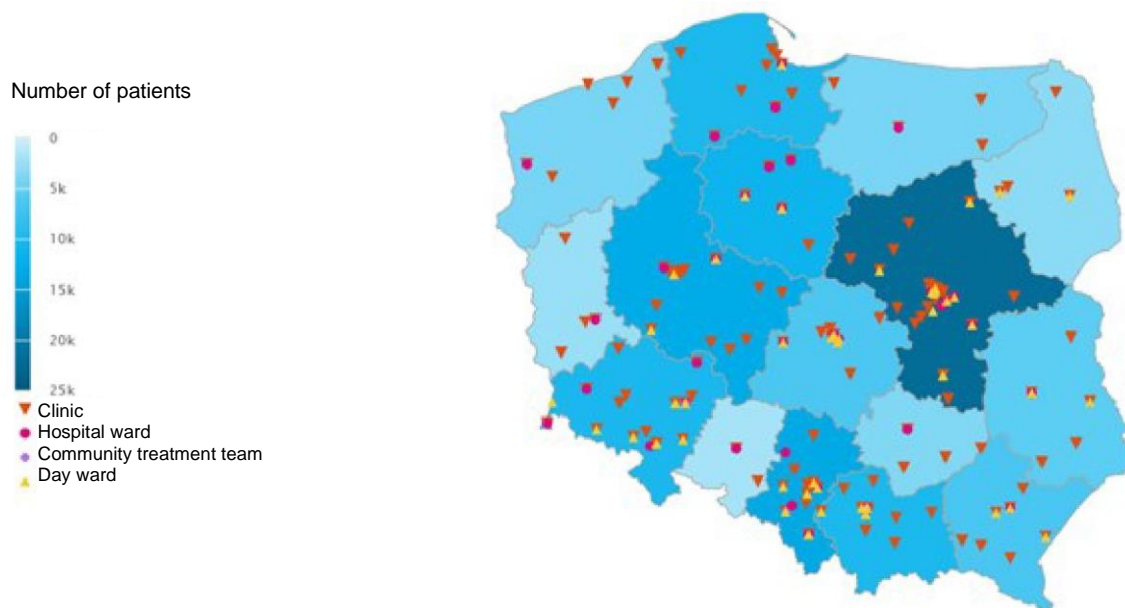 Number of patients
0
5k
10k
15k
20k
25k
Clinic
Hospital ward
Community treatment team
Day ward